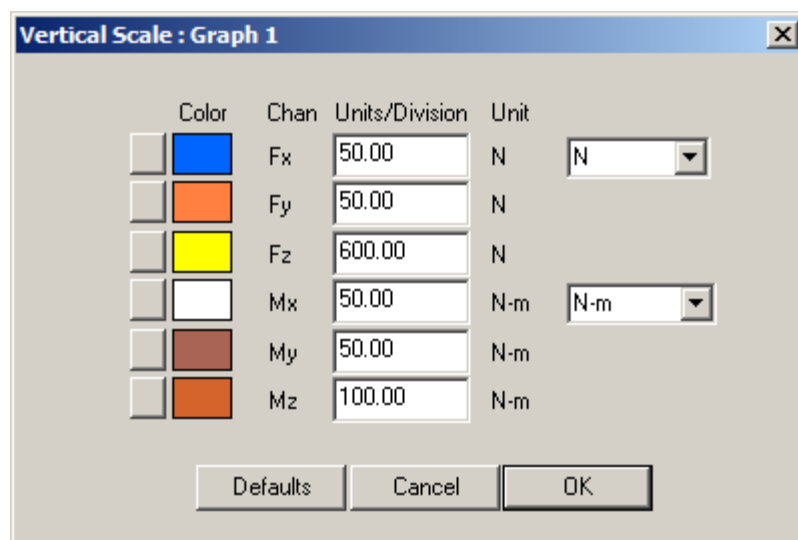 Vertical Scale : Graph 1
Color Chan Units/Division Unit
Fx 50.00 N N
Fy 50.00 N
Fz 600.00 N
Mx 50.00 N-m N-m
My 50.00 N-m
Mz 100.00 N-m
Defaults Cancel OK